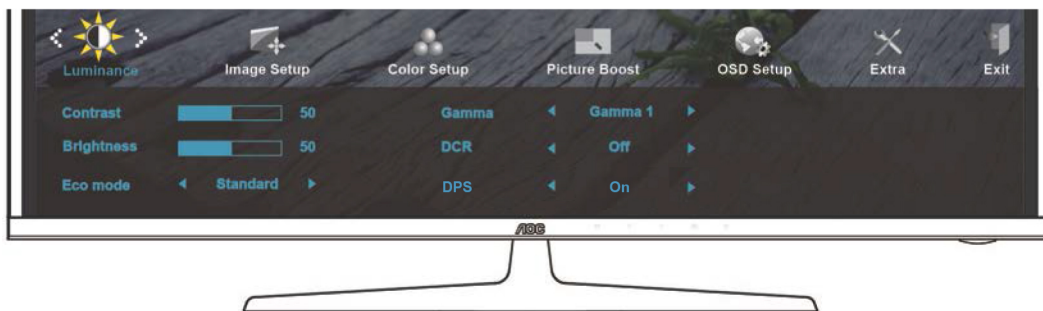 Luminance Image Setup Color Setup Picture Boost OSD Setup Extra Exit
Contrast 50 Gamma Gamma 1
Brightness 50 DCR Off
Eco mode Standard DPS On
AOC